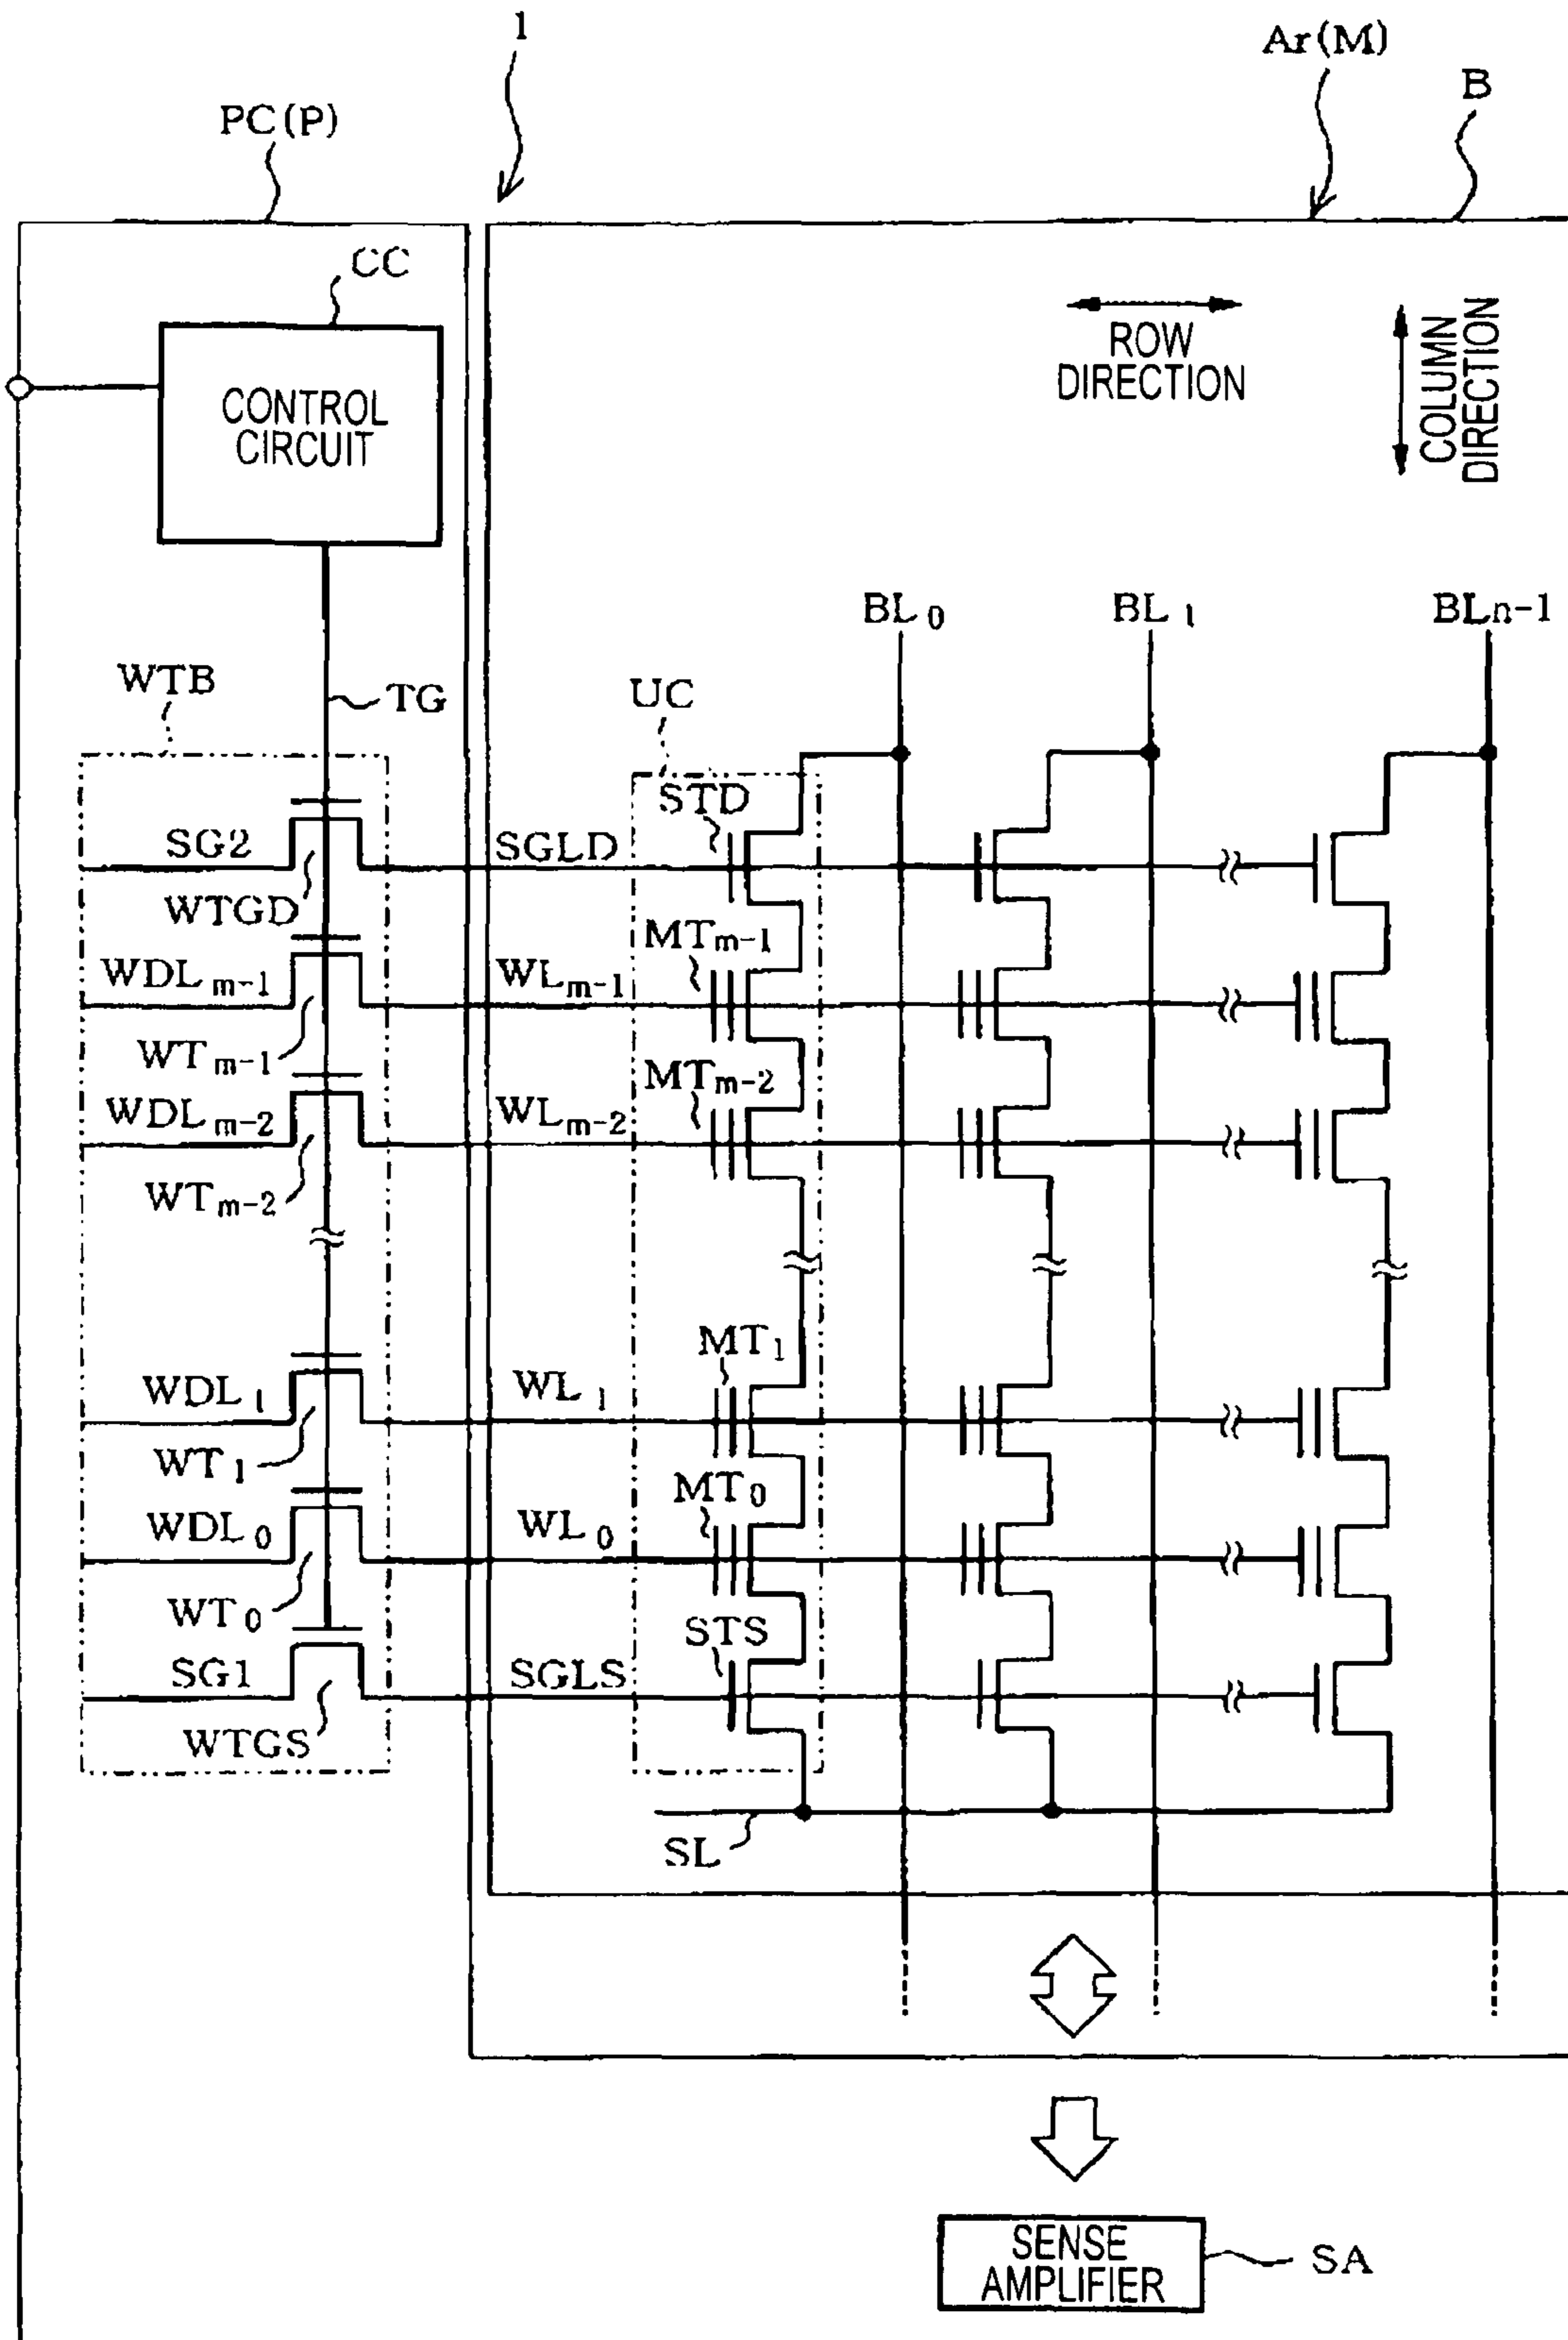 1
Ar(M)
B
PC(P)
CC
CONTROL
CIRCUIT
ROW
DIRECTION
COLUMN
DIRECTION
BL0
BL1
BLn-1
WTB
TG
UC
STD
SG2
SGLD
WTGD
MTm-1
WDLm-1
WLm-1
WTm-1
MTm-2
WDLm-2
WLm-2
WTm-2
MT1
WDL1
WL1
WT1
MT0
WDL0
WL0
WT0
STS
SG1
SGLS
WTGS
SL
SENSE
AMPLIFIER
SA